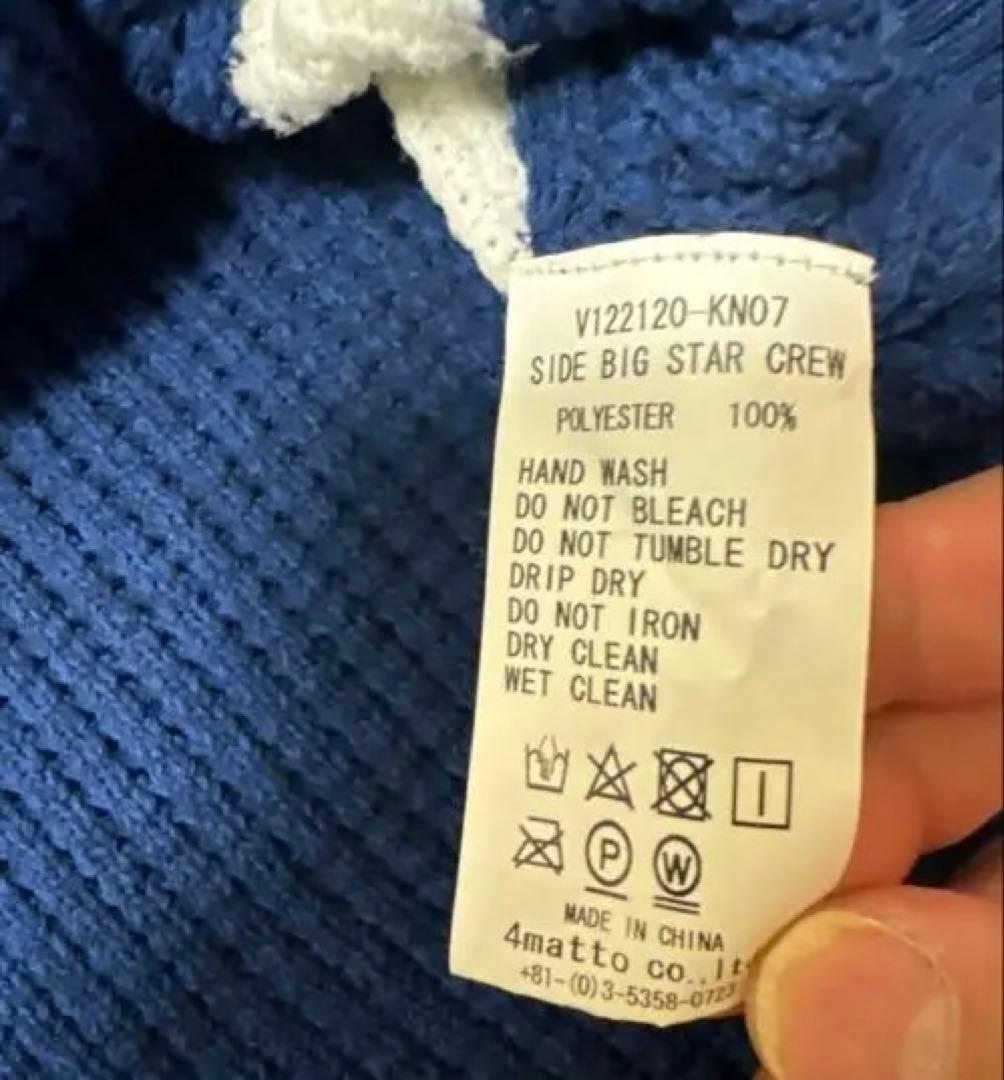 V122120-KN07
SIDE BIG STAR CREW
POLYESTER 100%
HAND WASH
DO NOT BLEACH
DO NOT TUMBLE DRY
DRIP DRY
DO NOT IRON
DRY CLEAN
WET CLEAN
P W
MADE IN CHINA
4matto co.,
+81-(0)3-5358-0723